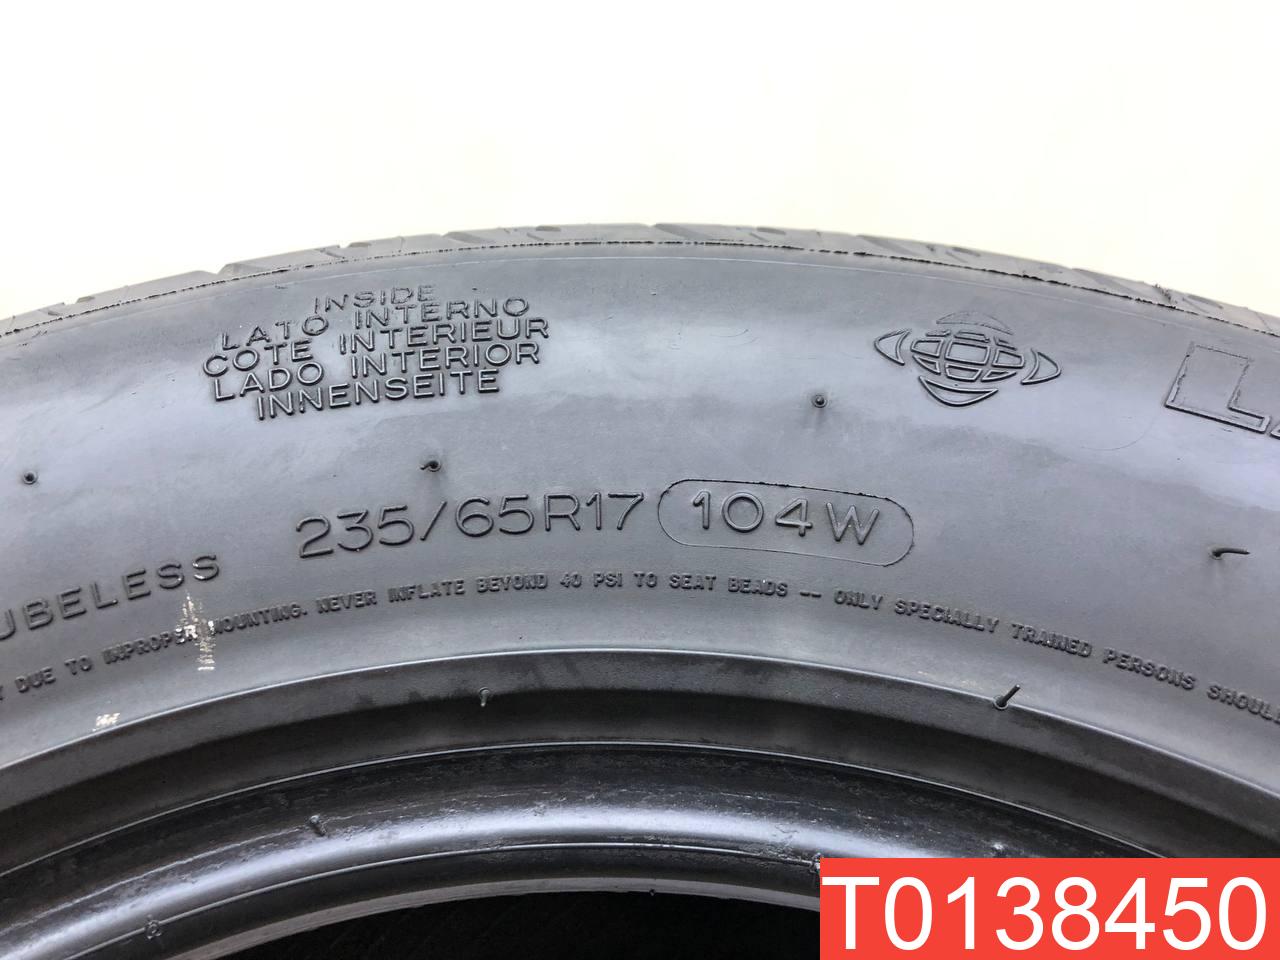 INSIDE
LATO INTERNO
COTE INTERIEUR
LADO INTERIOR
INNENSEITE
235/65R17 104W
UBELESS
DUE TO IMPROPER MOUNTING. NEVER INFLATE BEYOND 40 PSI TO SEAT BEADS -- ONLY SPECIALLY TRAINED PERSONS SHOUL
T0138450